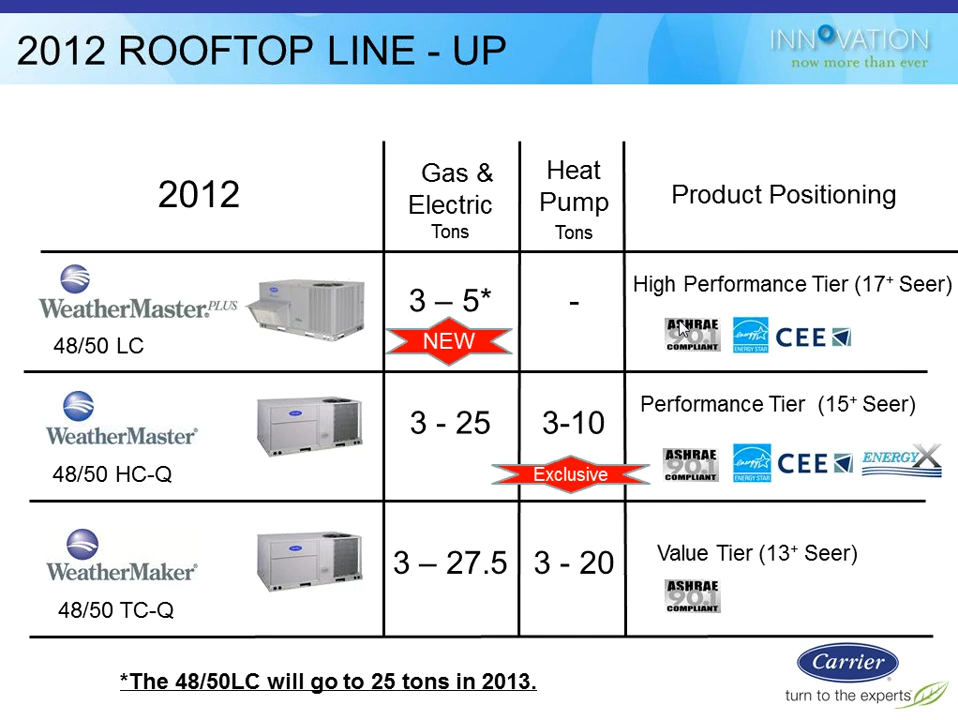 2012 ROOFTOP LINE - UP
INNOVATION
now more than ever
2012
Gas &
Electric
Tons
Heat
Pump
Tons
Product Positioning
WeatherMaster® PLUS
48/50 LC
3 – 5*
NEW
-
High Performance Tier (17+ Seer)
ASHRAE
90.1
COMPLIANT
ENERGY STAR
CEE
WeatherMaster®
48/50 HC-Q
3 - 25
3-10
Exclusive
Performance Tier (15+ Seer)
ASHRAE
90.1
COMPLIANT
ENERGY STAR
CEE
ENERGY X
WeatherMaker®
48/50 TC-Q
3 – 27.5
3 - 20
Value Tier (13+ Seer)
ASHRAE
90.1
COMPLIANT
*The 48/50LC will go to 25 tons in 2013.
Carrier
turn to the experts